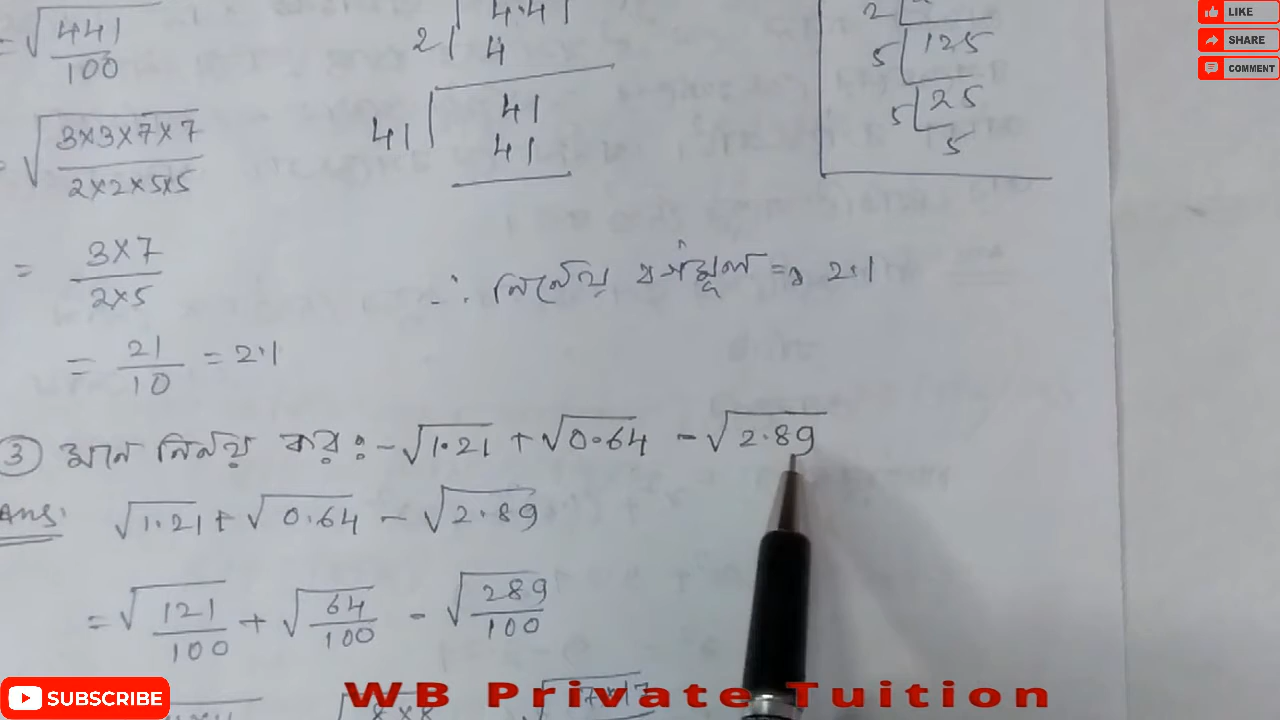 = √441/100
= √3×3×7×7/2×2×5×5
= 3×7/2×5
= 21/10 = 2.1
4.41
2 | 4
41 | 41
41
2
5 | 125
5 | 25
5
∴ নির্ণেয় বর্গমূল = 2.1
③ মান নির্ণয় কর :- √1.21 + √0.64 - √2.89
Ans. √1.21 + √0.64 - √2.89
= √121/100 + √64/100 - √289/100
LIKE
SHARE
COMMENT
SUBSCRIBE
WB Private Tuition